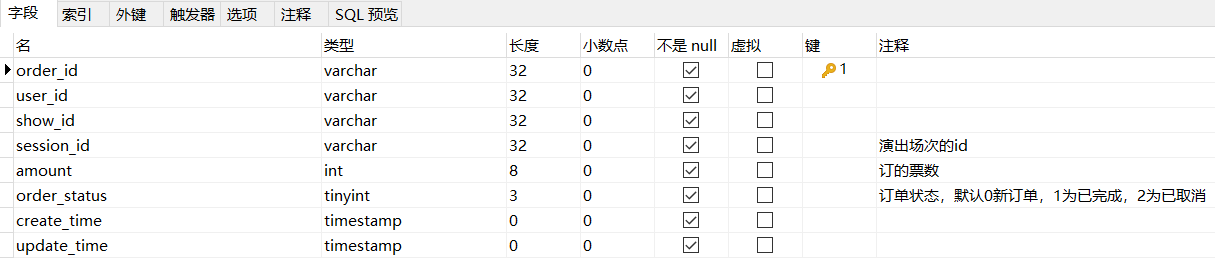 字段 索引 外键 触发器 选项 注释 SQL 预览
名 类型 长度 小数点 不是 null 虚拟 键 注释
order_id varchar 32 0 1
user_id varchar 32 0
show_id varchar 32 0
session_id varchar 32 0 演出场次的id
amount int 8 0 订的票数
order_status tinyint 3 0 订单状态，默认0新订单，1为已完成，2为已取消
create_time timestamp 0 0
update_time timestamp 0 0